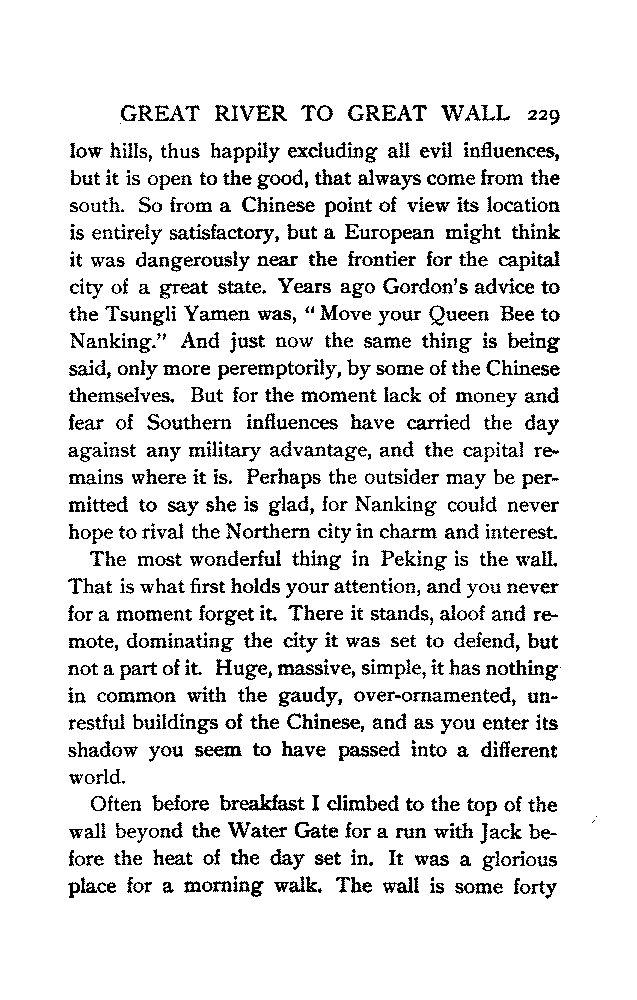 GREAT RIVER TO GREAT WALL 229
low hills, thus happily excluding all evil influences,
but it is open to the good, that always come from the
south. So from a Chinese point of view its location
is entirely satisfactory, but a European might think
it was dangerously near the frontier for the capital
city of a great state. Years ago Gordon's advice to
the Tsungli Yamen was, "Move your Queen Bee to
Nanking." And just now the same thing is being
said, only more peremptorily, by some of the Chinese
themselves. But for the moment lack of money and
fear of Southern influences have carried the day
against any military advantage, and the capital re-
mains where it is. Perhaps the outsider may be per-
mitted to say she is glad, for Nanking could never
hope to rival the Northern city in charm and interest.
The most wonderful thing in Peking is the wall.
That is what first holds your attention, and you never
for a moment forget it. There it stands, aloof and re-
mote, dominating the city it was set to defend, but
not a part of it. Huge, massive, simple, it has nothing
in common with the gaudy, over-ornamented, un-
restful buildings of the Chinese, and as you enter its
shadow you seem to have passed into a different
world.
Often before breakfast I climbed to the top of the
wall beyond the Water Gate for a run with Jack be-
fore the heat of the day set in. It was a glorious
place for a morning walk. The wall is some forty